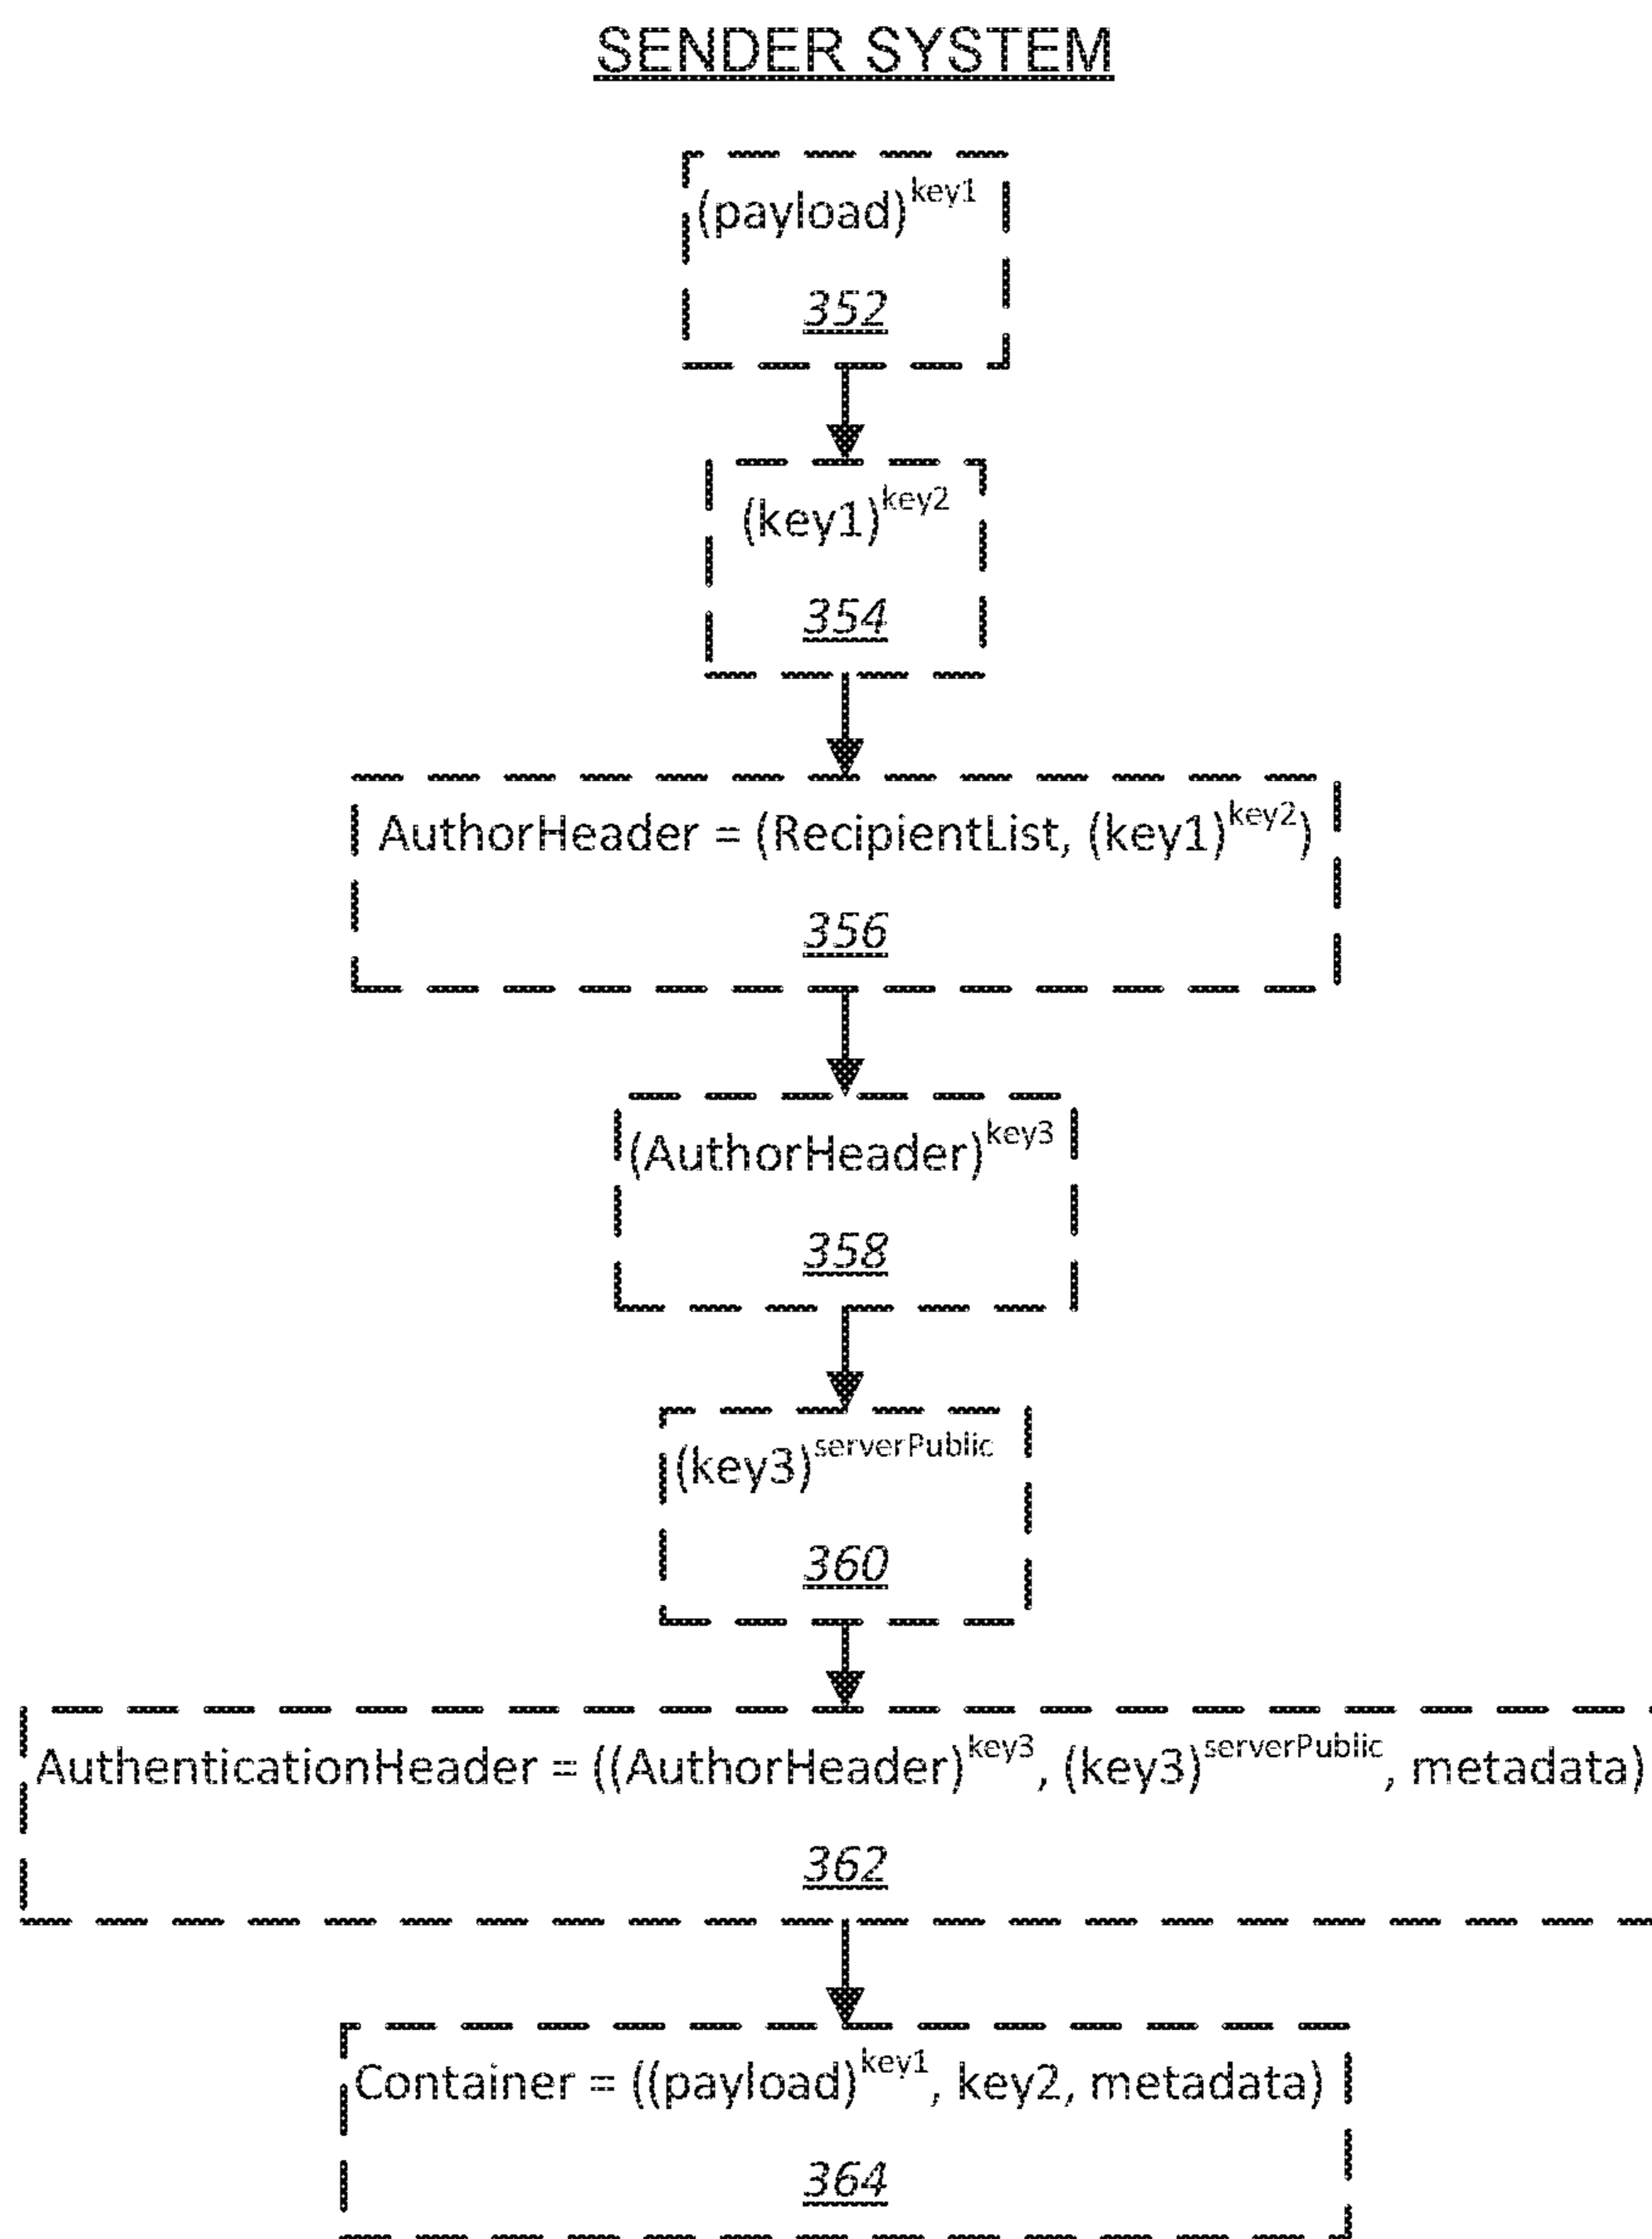 SENDER SYSTEM
(payload)^key1
352
(key1)^key2
354
AuthorHeader = (RecipientList, (key1)^key2)
356
(AuthorHeader)^key3
358
(key3)^serverPublic
360
AuthenticationHeader = ((AuthorHeader)^key3, (key3)^serverPublic, metadata)
362
Container = ((payload)^key1, key2, metadata)
364